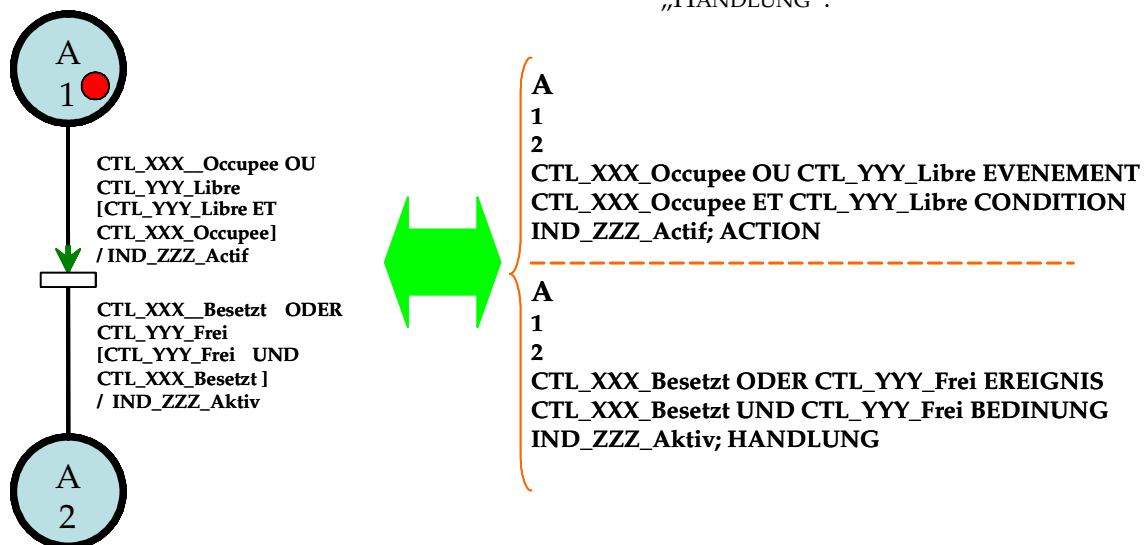 „HANDLUNG“.
A
1
CTL_XXX__Occupee OU
CTL_YYY_Libre
[CTL_YYY_Libre ET
CTL_XXX_Occupee]
/ IND_ZZZ_Actif
CTL_XXX__Besetzt ODER
CTL_YYY_Frei
[CTL_YYY_Frei UND
CTL_XXX_Besetzt ]
/ IND_ZZZ_Aktiv
A
2
A
1
2
CTL_XXX_Occupee OU CTL_YYY_Libre EVENEMENT
CTL_XXX_Occupee ET CTL_YYY_Libre CONDITION
IND_ZZZ_Actif; ACTION
A
1
2
CTL_XXX_Besetzt ODER CTL_YYY_Frei EREIGNIS
CTL_XXX_Besetzt UND CTL_YYY_Frei BEDINUNG
IND_ZZZ_Aktiv; HANDLUNG